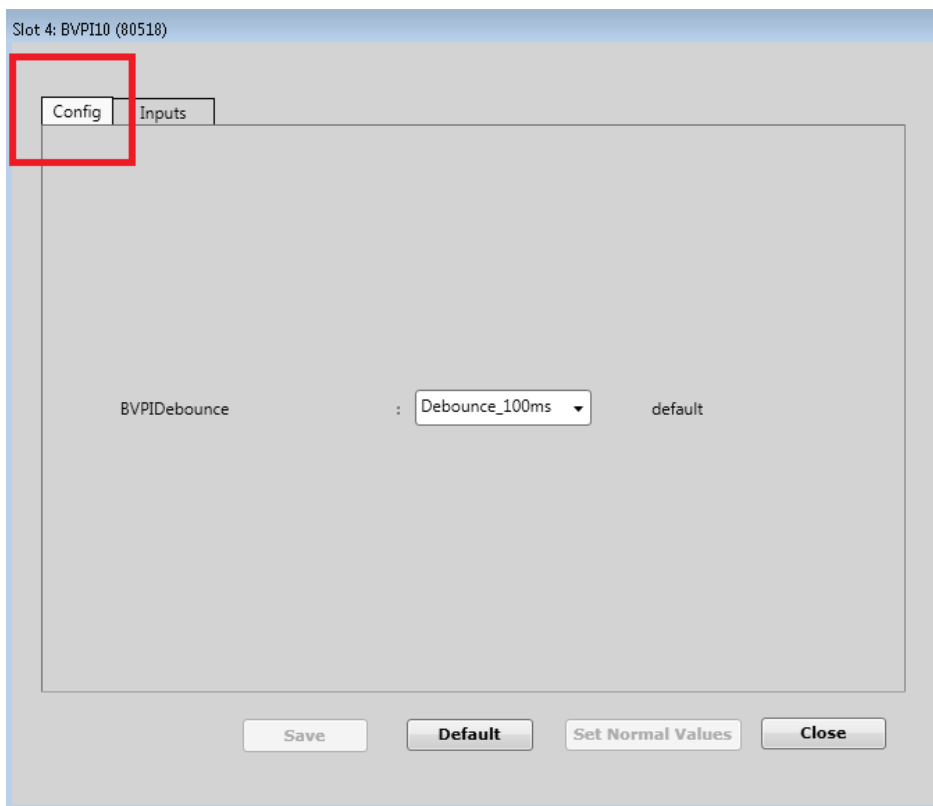 Slot 4: BVPI10 (80518)
Config Inputs
BVPIDebounce : Debounce_100ms default
Save Default Set Normal Values Close